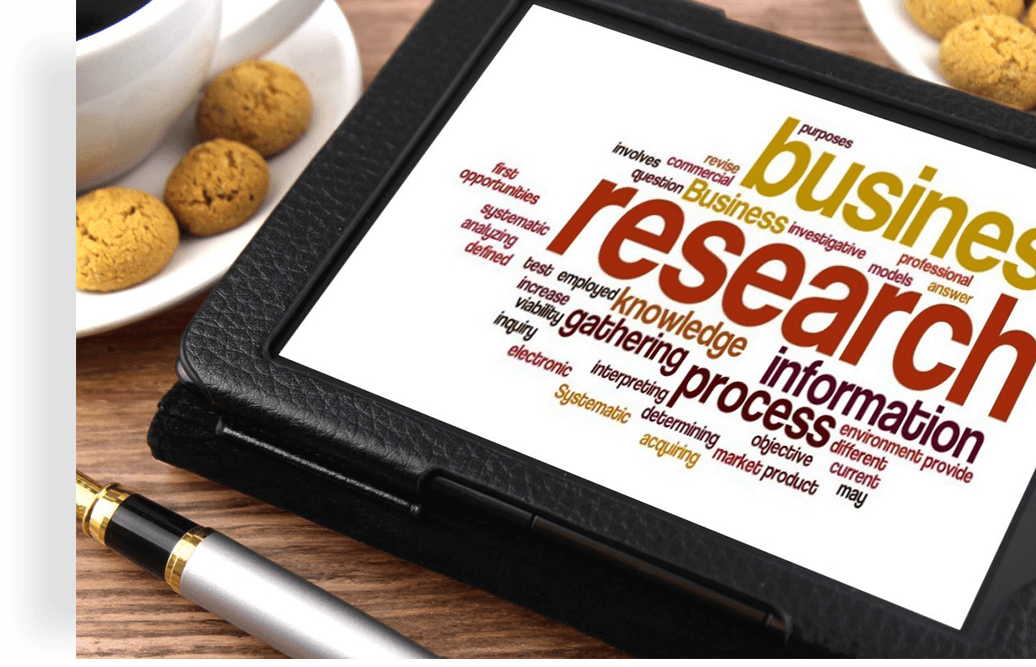 purposes
busines
involves
commercial
revise
question
Business
first
opportunities
research
investigative
systematic
analyzing
defined
professional
models
answer
test
employed
increase
knowledge
viability
gathering
inquiry
information
electronic
interpreting
process
Systematic
determining
environment
provide
acquiring
objective
different
market
product
current
may